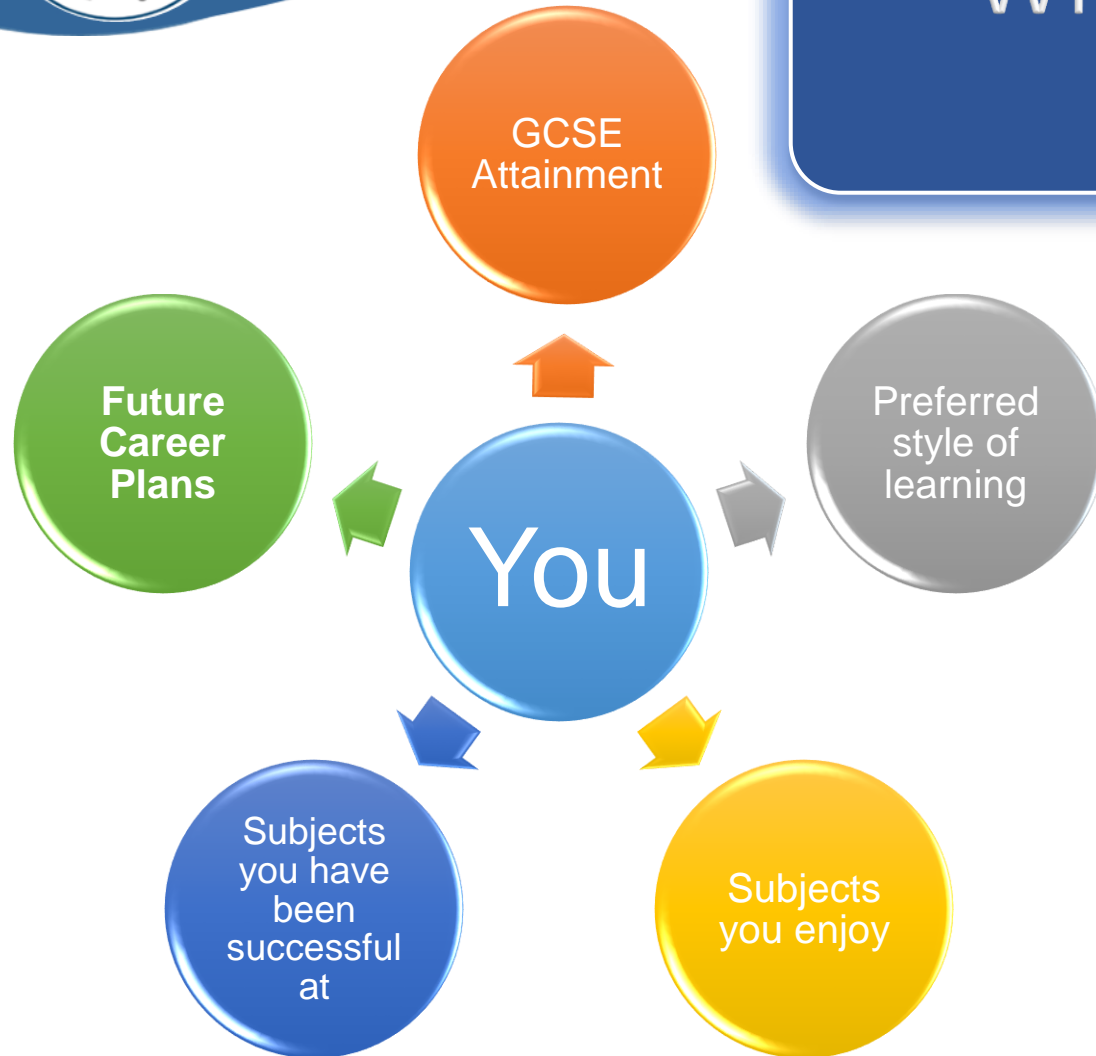 GCSE
Attainment
Future
Career
Plans
Preferred
style of
learning
You
Subjects
you have
been
successful
at
Subjects
you enjoy